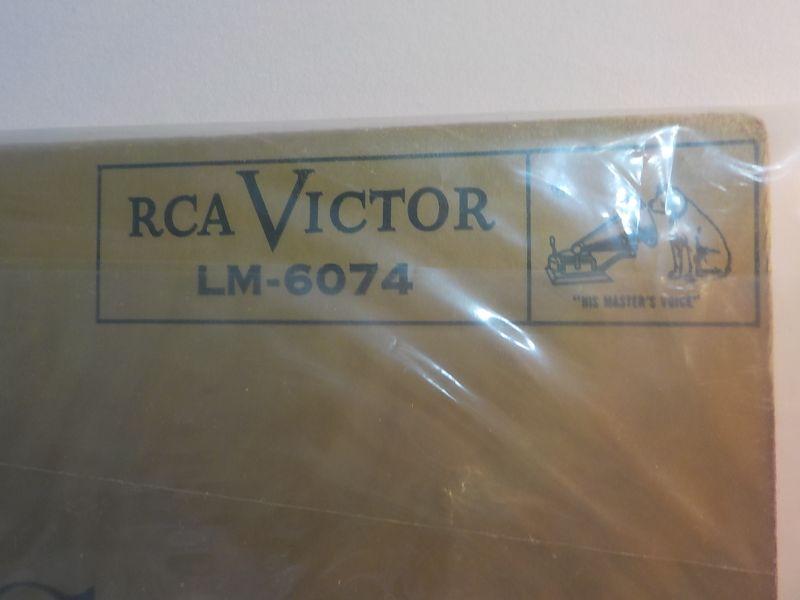 RCA VICTOR
LM-6074
"HIS MASTER'S VOICE"